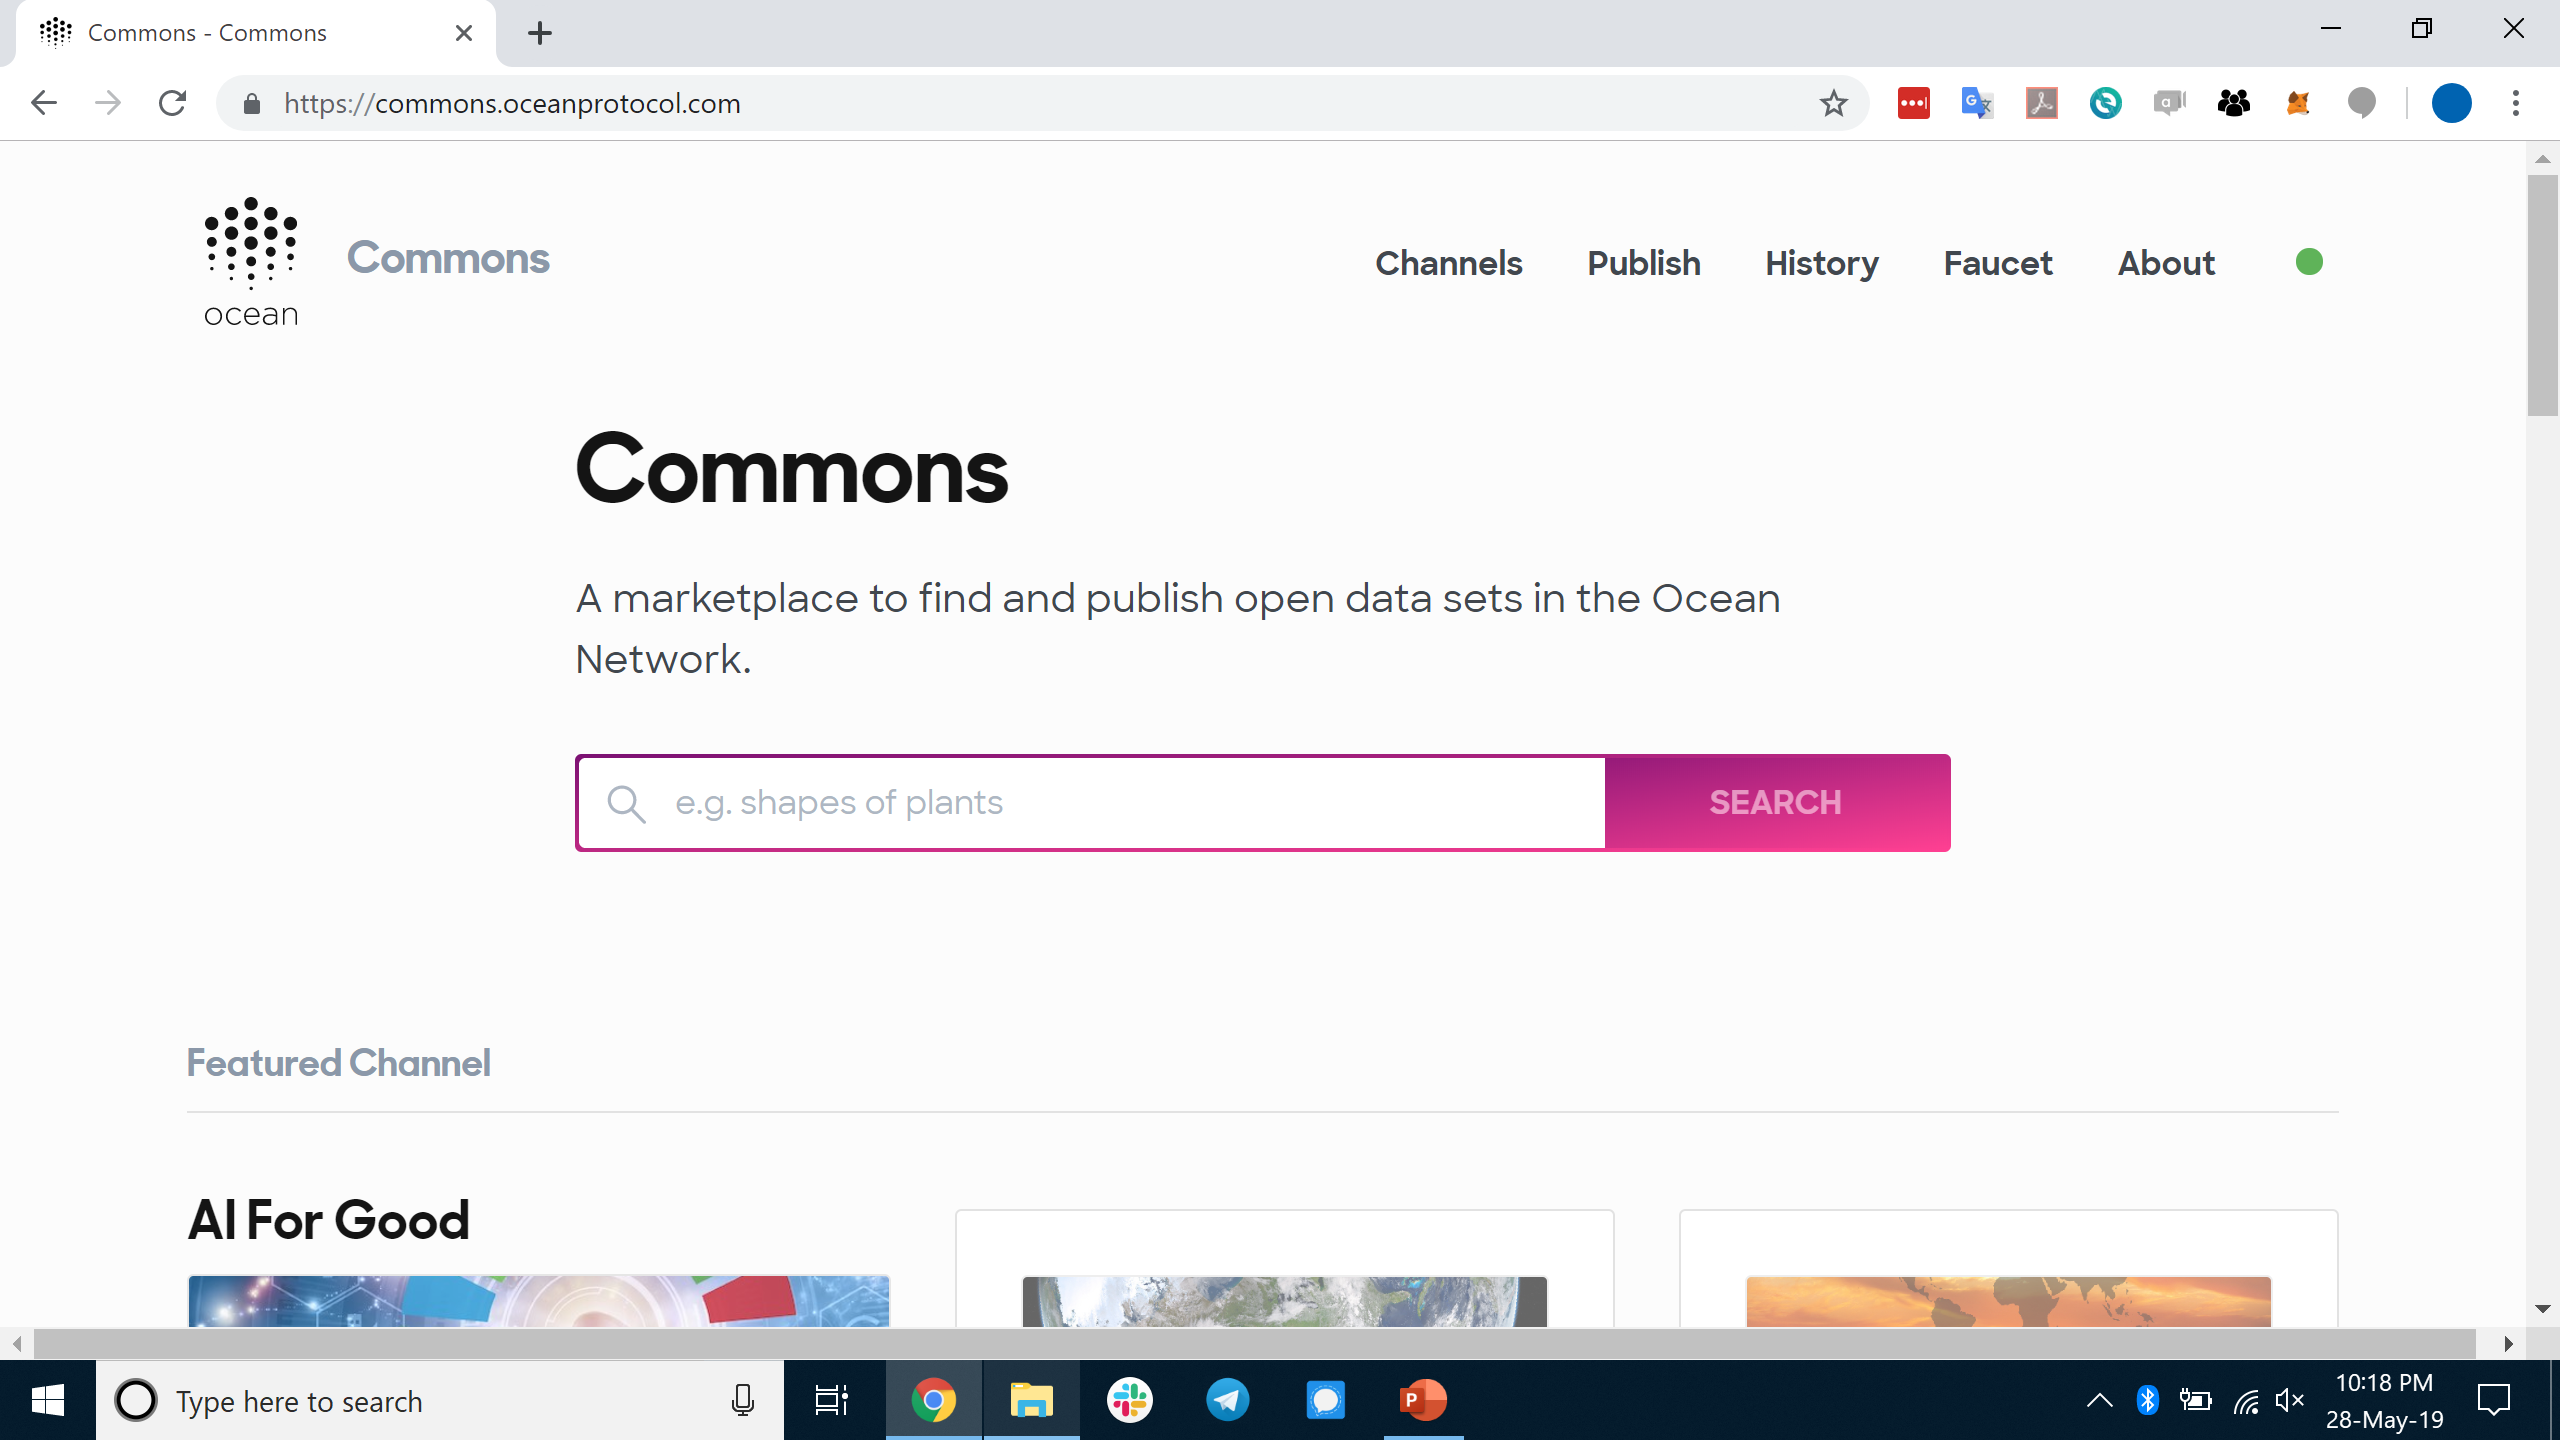 Commons - Commons
https://commons.oceanprotocol.com
ocean
Commons
Channels
Publish
History
Faucet
About
Commons
A marketplace to find and publish open data sets in the Ocean
Network.
e.g. shapes of plants
SEARCH
Featured Channel
AI For Good
Type here to search
10:18 PM
28-May-19